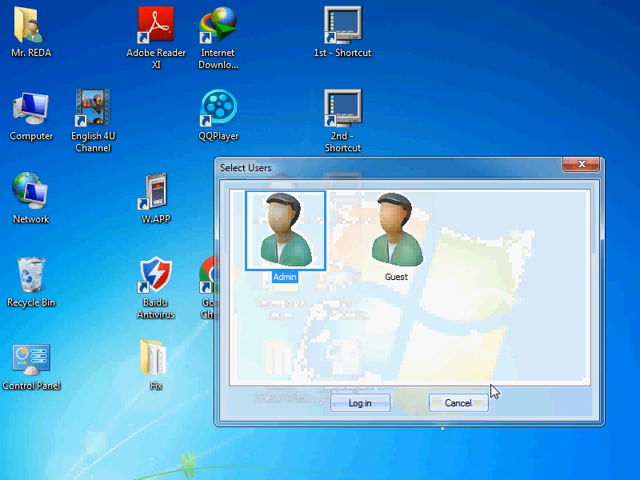 Mr. REDA
Adobe Reader
XI
Internet
Downlo...
1st - Shortcut
Computer
English 4U
Channel
QQPlayer
2nd -
Shortcut
Select Users
Network
W.APP
Admin
Guest
Recycle Bin
Baidu
Antivirus
Control Panel
Fix
Log in
Cancel